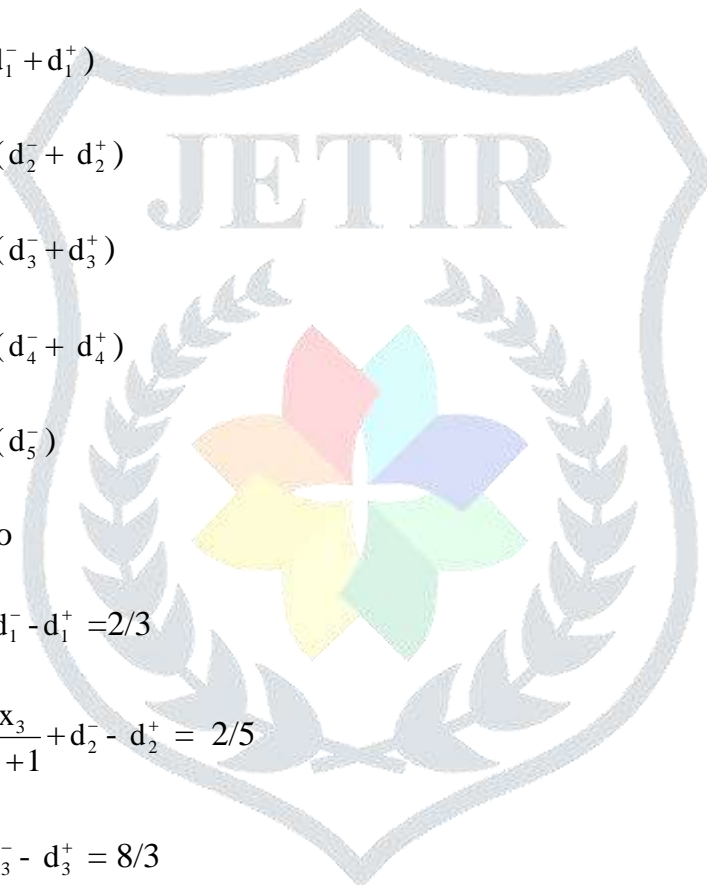 d₁⁻ + d₁⁺ )
JETIR
( d₂⁻ + d₂⁺ )
( d₃⁻ + d₃⁺ )
( d₄⁻ + d₄⁺ )
( d₅⁻ )
d₁⁻ - d₁⁺ =2/3
x₃ / +1 + d₂⁻ - d₂⁺ = 2/5
₃⁻ - d₃⁺ = 8/3